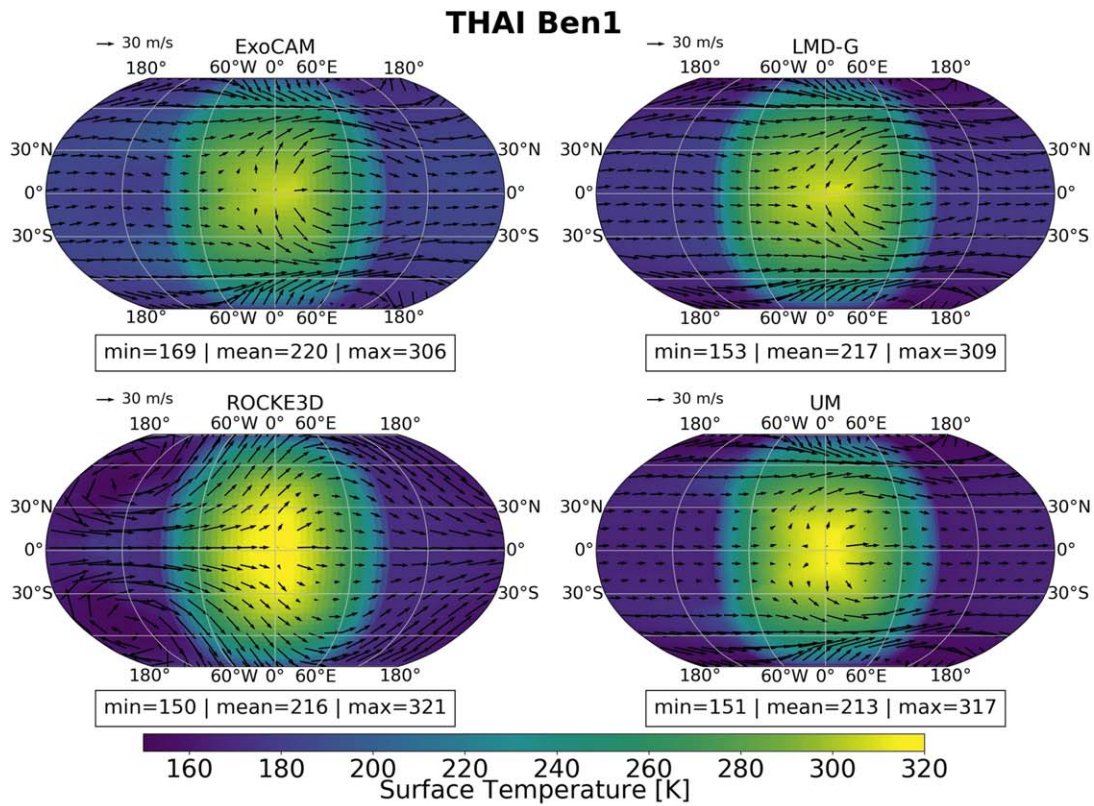 THAI Ben1
30 m/s
ExoCAM
180° 60°W 0° 60°E 180°
30°N 30°N
0° 0°
30°S 30°S
180° 60°W 0° 60°E 180°
min=169 | mean=220 | max=306
30 m/s
LMD-G
180° 60°W 0° 60°E 180°
30°N 30°N
0° 0°
30°S 30°S
180° 60°W 0° 60°E 180°
min=153 | mean=217 | max=309
30 m/s
ROCKE3D
180° 60°W 0° 60°E 180°
30°N 30°N
0° 0°
30°S 30°S
180° 60°W 0° 60°E 180°
min=150 | mean=216 | max=321
30 m/s
UM
180° 60°W 0° 60°E 180°
30°N 30°N
0° 0°
30°S 30°S
180° 60°W 0° 60°E 180°
min=151 | mean=213 | max=317
160 180 200 220 240 260 280 300 320
Surface Temperature [K]